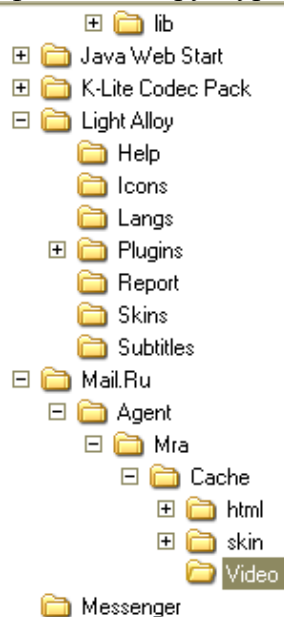 lib
Java Web Start
K-Lite Codec Pack
Light Alloy
Help
Icons
Langs
Plugins
Report
Skins
Subtitles
Mail.Ru
Agent
Mra
Cache
html
skin
Video
Messenger